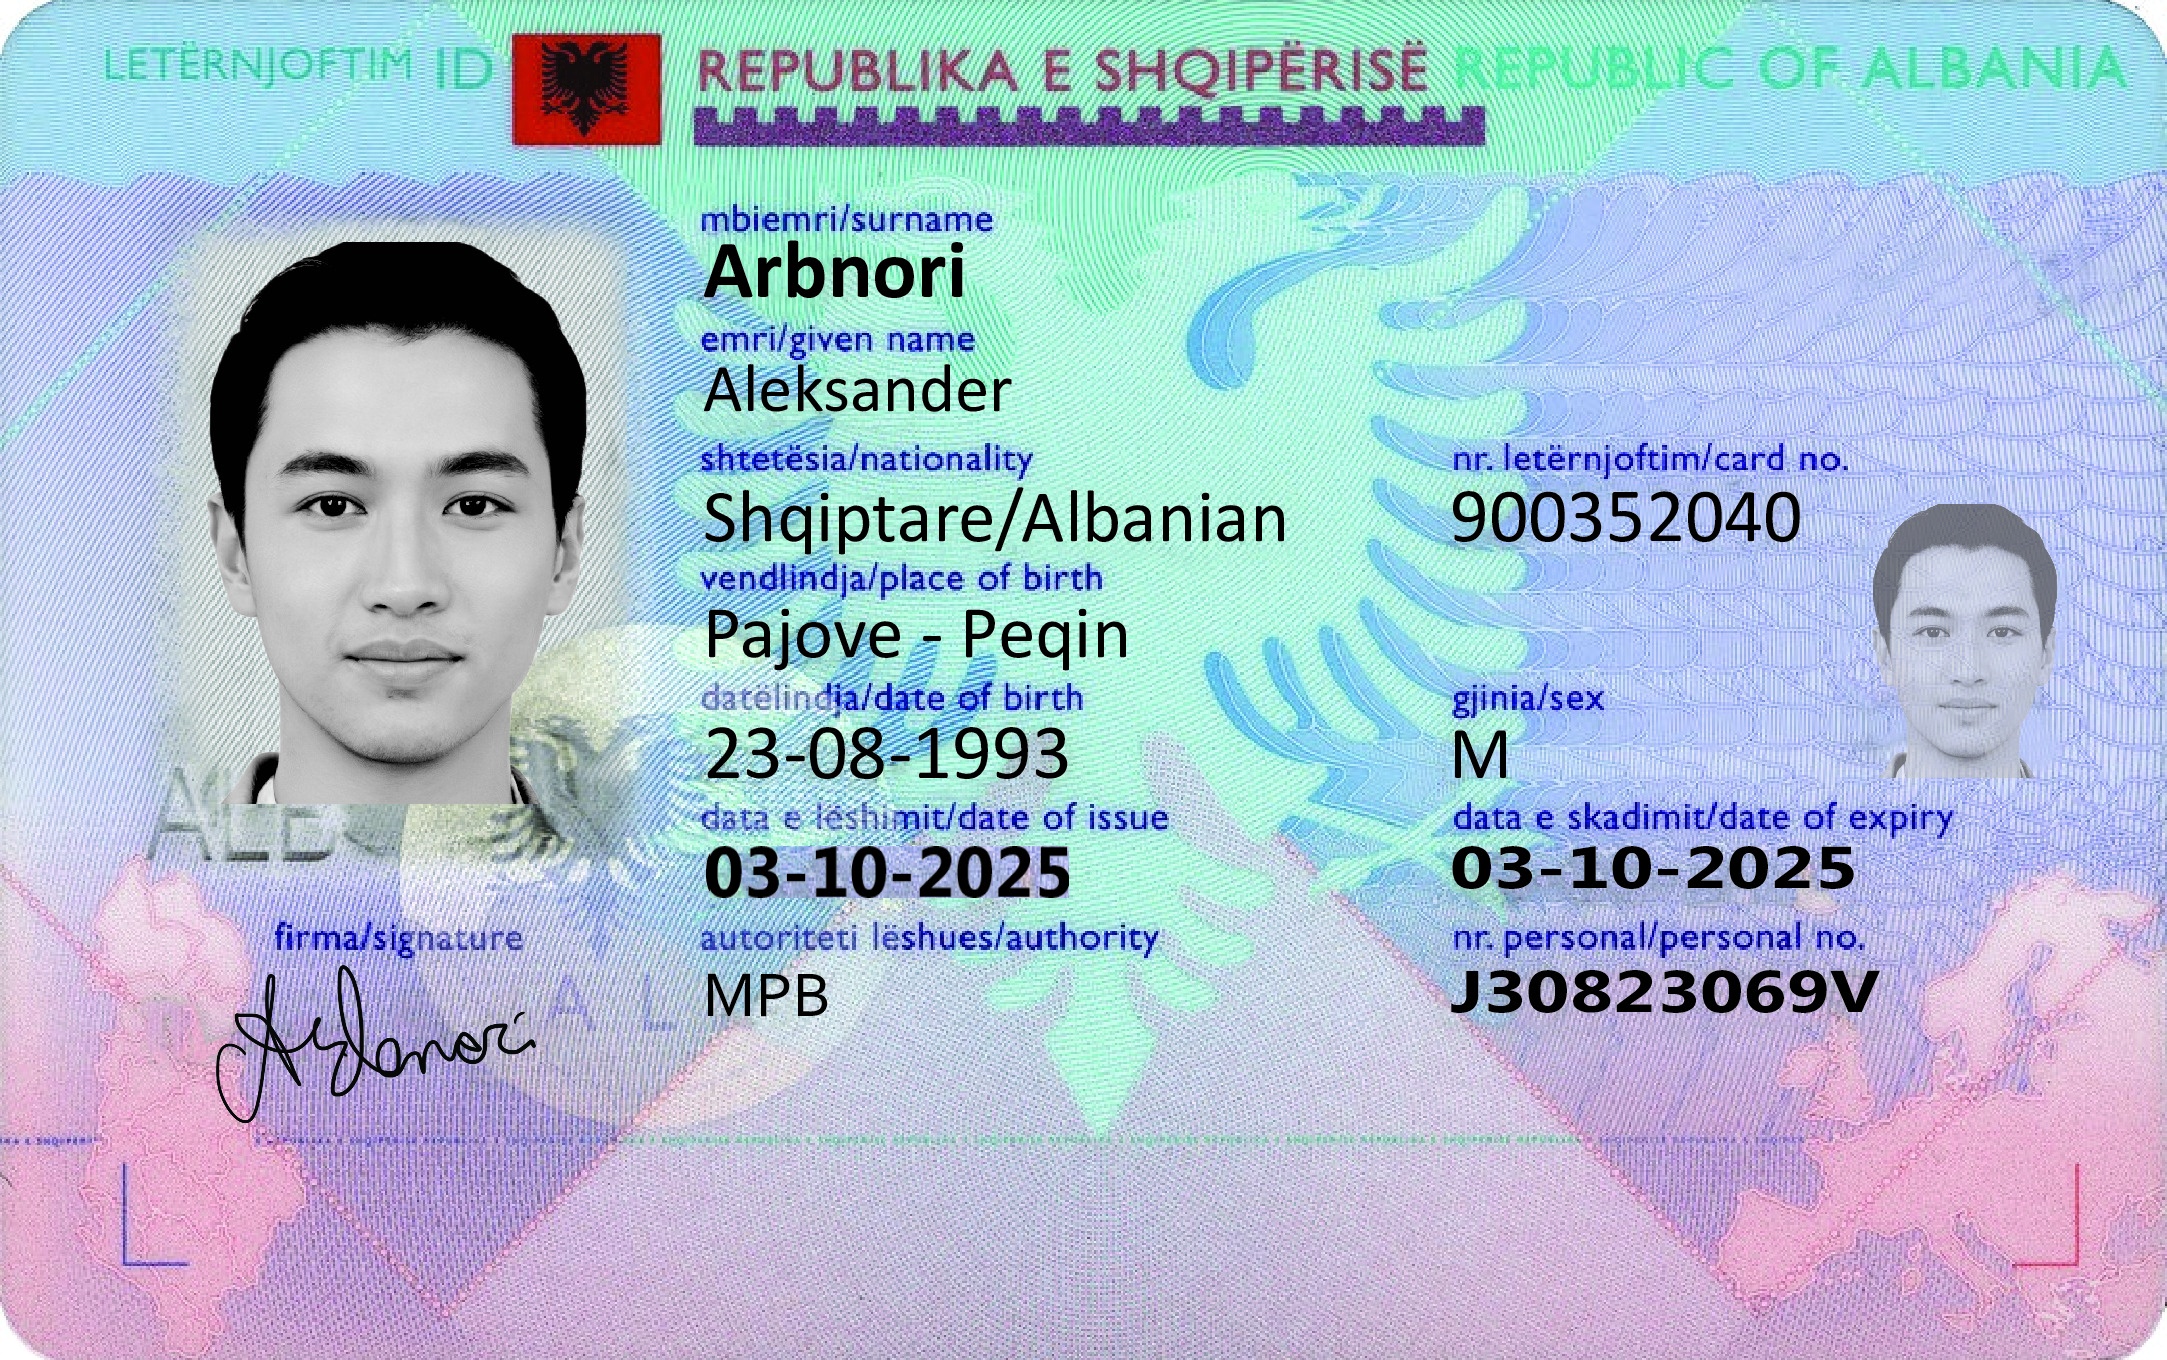 LETËRNJOFTIM ID REPUBLIKA E SHQIPËRISË REPUBLIC OF ALBANIA
mbiemri/surname
Arbnori
emri/given name
Aleksander
shtetësia/nationality nr. letërnjoftim/card no.
Shqiptare/Albanian 900352040
vendlindja/place of birth
Pajove - Peqin
datëlindja/date of birth gjinia/sex
23-08-1993 M
ALB
data e lëshimit/date of issue data e skadimit/date of expiry
03-10-2025 03-10-2025
firma/signature autoriteti lëshues/authority nr. personal/personal no.
MPB J30823069V
Arbnori
A L